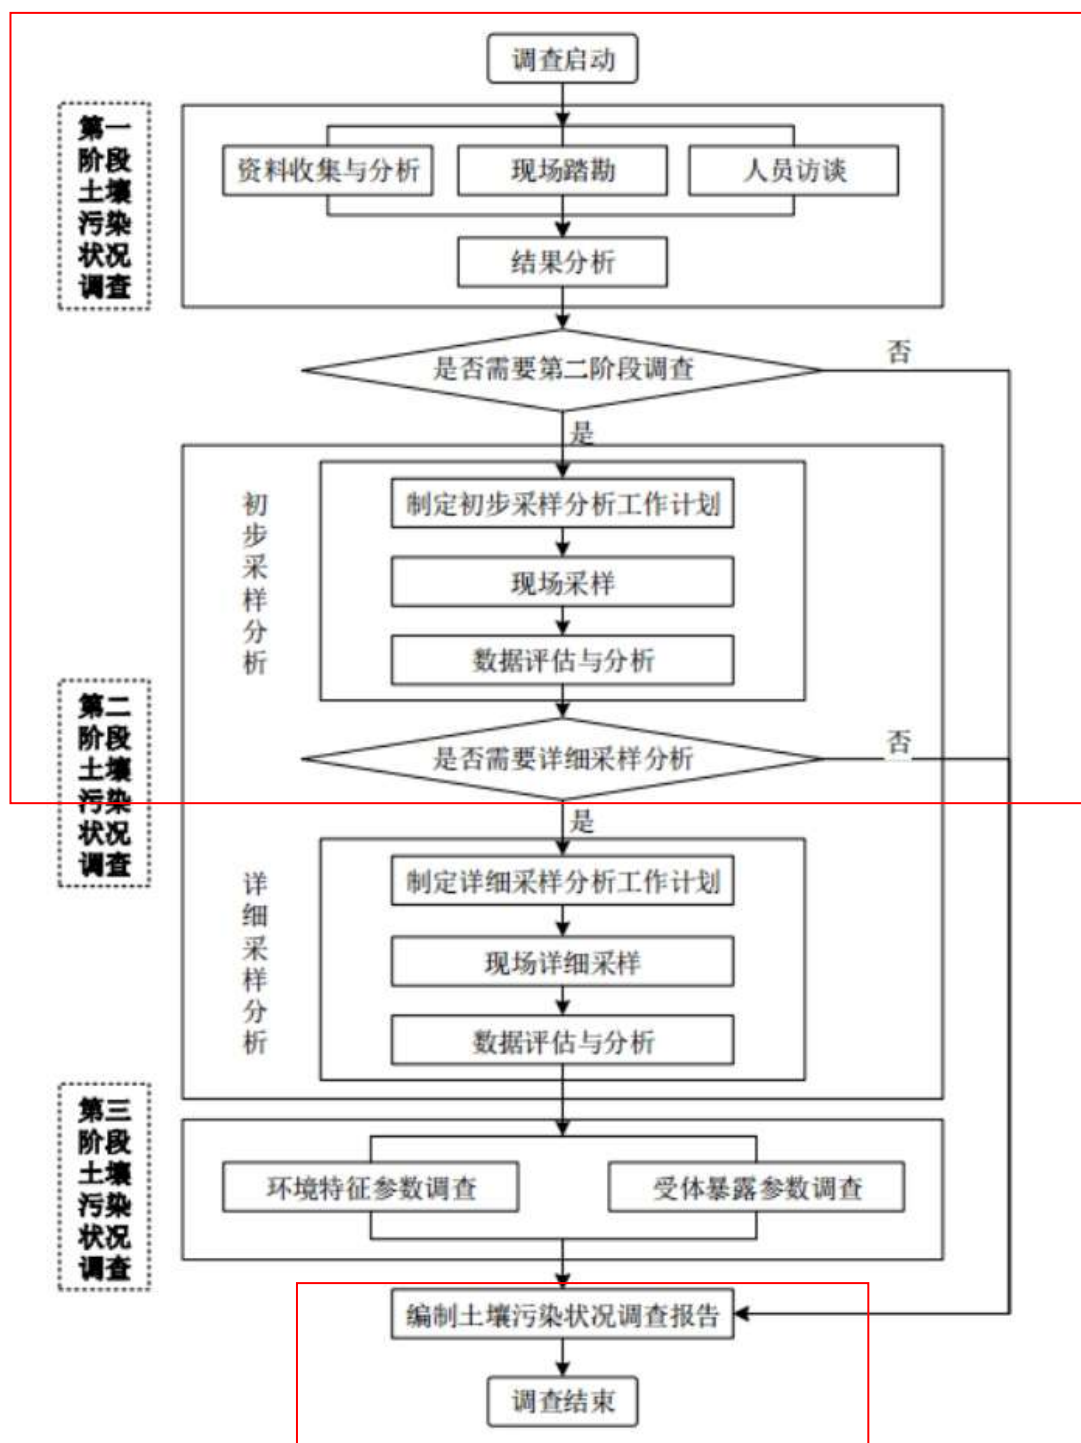 调查启动
第一
阶段
土壤
污染
状况
调查
资料收集与分析
现场踏勘
人员访谈
结果分析
是否需要第二阶段调查
否
是
初
步
采
样
分
析
制定初步采样分析工作计划
现场采样
数据评估与分析
第二
阶段
土壤
污染
状况
调查
是否需要详细采样分析
否
是
详
细
采
样
分
析
制定详细采样分析工作计划
现场详细采样
数据评估与分析
第三
阶段
土壤
污染
状况
调查
环境特征参数调查
受体暴露参数调查
编制土壤污染状况调查报告
调查结束